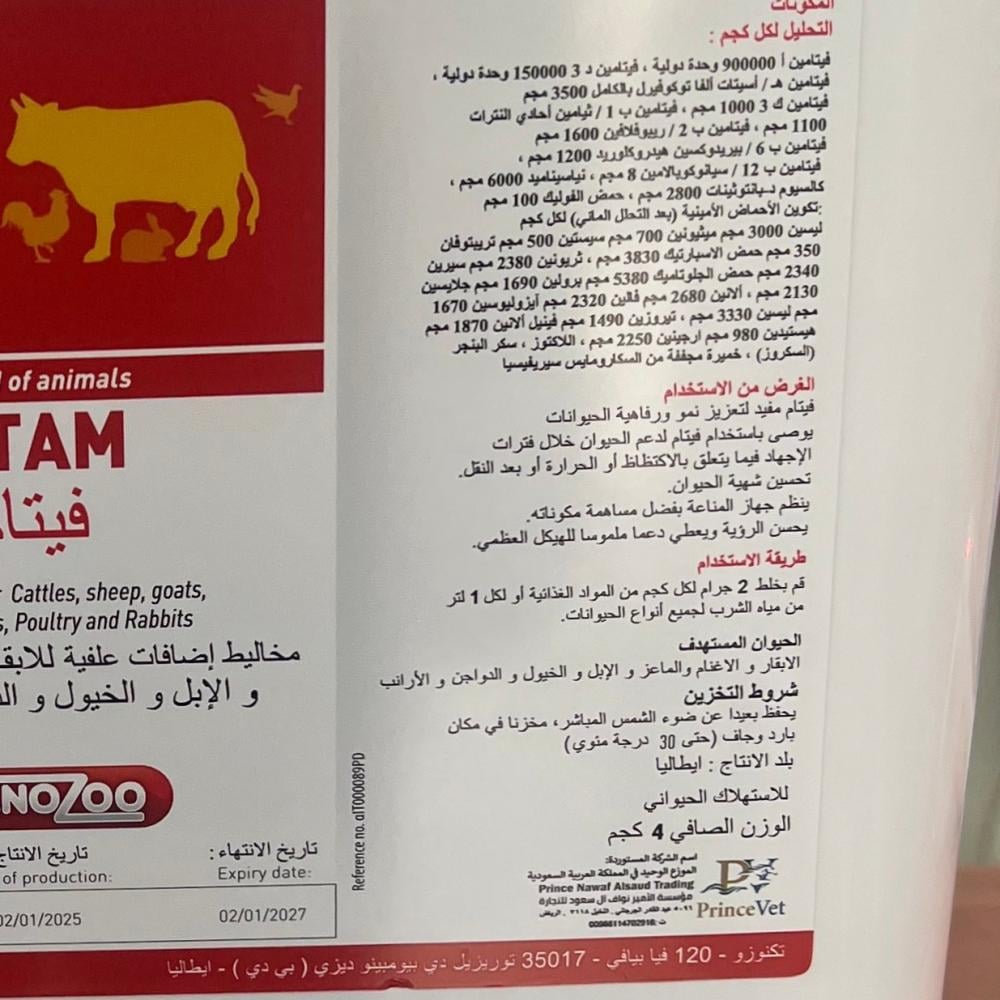 المكونات
التحليل لكل كجم :
فيتامين أ 900000 وحدة دولية ، فيتامين د 3 150000 وحدة دولية ،
فيتامين هـ / أسيتات ألفا توكوفيرل بالكامل 3500 مجم
فيتامين ك 3 1000 مجم ، فيتامين ب 1 / ثيامين أحادي النترات
1100 مجم ، فيتامين ب 2 / ريبوفلافين 1600 مجم
فيتامين ب 6 / بيريدوكسين هيدروكلوريد 1200 مجم ،
فيتامين ب 12 / سيانوكوبالامين 8 مجم ، نياسيناميد 6000 مجم ،
كالسيوم د-بانتوثينات 2800 مجم ، حمض الفوليك 100 مجم
:تكوين الأحماض الأمينية (بعد التحلل المائي) لكل كجم
ليسين 3000 مجم ميثيونين 700 مجم سيستين 500 مجم تريبتوفان
350 مجم حمض الاسبارتيك 3830 مجم ، ثريونين 2380 مجم سيرين
2340 مجم حمض الجلوتاميك 5380 مجم برولين 1690 مجم جلايسين
2130 مجم ، ألانين 2680 مجم فالين 2320 مجم آيزوليوسين 1670
مجم ليسين 3330 مجم ، تيروزين 1490 مجم فينيل ألانين 1870 مجم
هيستيدين 980 مجم ارجينين 2250 مجم ، اللاكتوز ، سكر البنجر
(السكروز) ، خميرة مجففة من السكارومايس سيريفيسيا
الغرض من الاستخدام
فيتام مفيد لتعزيز نمو ورفاهية الحيوانات
يوصى باستخدام فيتام لدعم الحيوان خلال فترات
الإجهاد فيما يتعلق بالاكتظاظ أو الحرارة أو بعد النقل.
تحسين شهية الحيوان.
ينظم جهاز المناعة بفضل مساهمة مكوناته.
يحسن الرؤية ويعطي دعما ملموسا للهيكل العظمي.
طريقة الاستخدام
قم بخلط 2 جرام لكل كجم من المواد الغذائية أو لكل 1 لتر
من مياه الشرب لجميع أنواع الحيوانات.
الحيوان المستهدف
الابقار و الاغنام والماعز و الإبل و الخيول و الدواجن و الأرانب
شروط التخزين
يحفظ بعيدا عن ضوء الشمس المباشر، مخزنا في مكان
بارد وجاف (حتى 30 درجة مئوي)
بلد الانتاج : ايطاليا
للاستهلاك الحيواني
الوزن الصافي 4 كجم
اسم الشركة المستوردة:
الموزع الوحيد في المملكة العربية السعودية
Prince Nawaf Alsaud Trading
مؤسسة الأمير نواف ال سعود للتجارة
ت: 00966114702916
PrinceVet
of animals
TAM
فيتا
Cattles, sheep, goats,
s, Poultry and Rabbits
مخاليط إضافات علفية للابق
و الإبل و الخيول و ال
NOZOO
Reference no. αIT000089PD
تاريخ الانتاج
تاريخ الانتهاء :
of production:
Expiry date:
02/01/2025
02/01/2027
تكنوزو - 120 فيا بيافي - 35017 توريزيل دي بيومبينو ديزي ( بي دي ) - ايطاليا